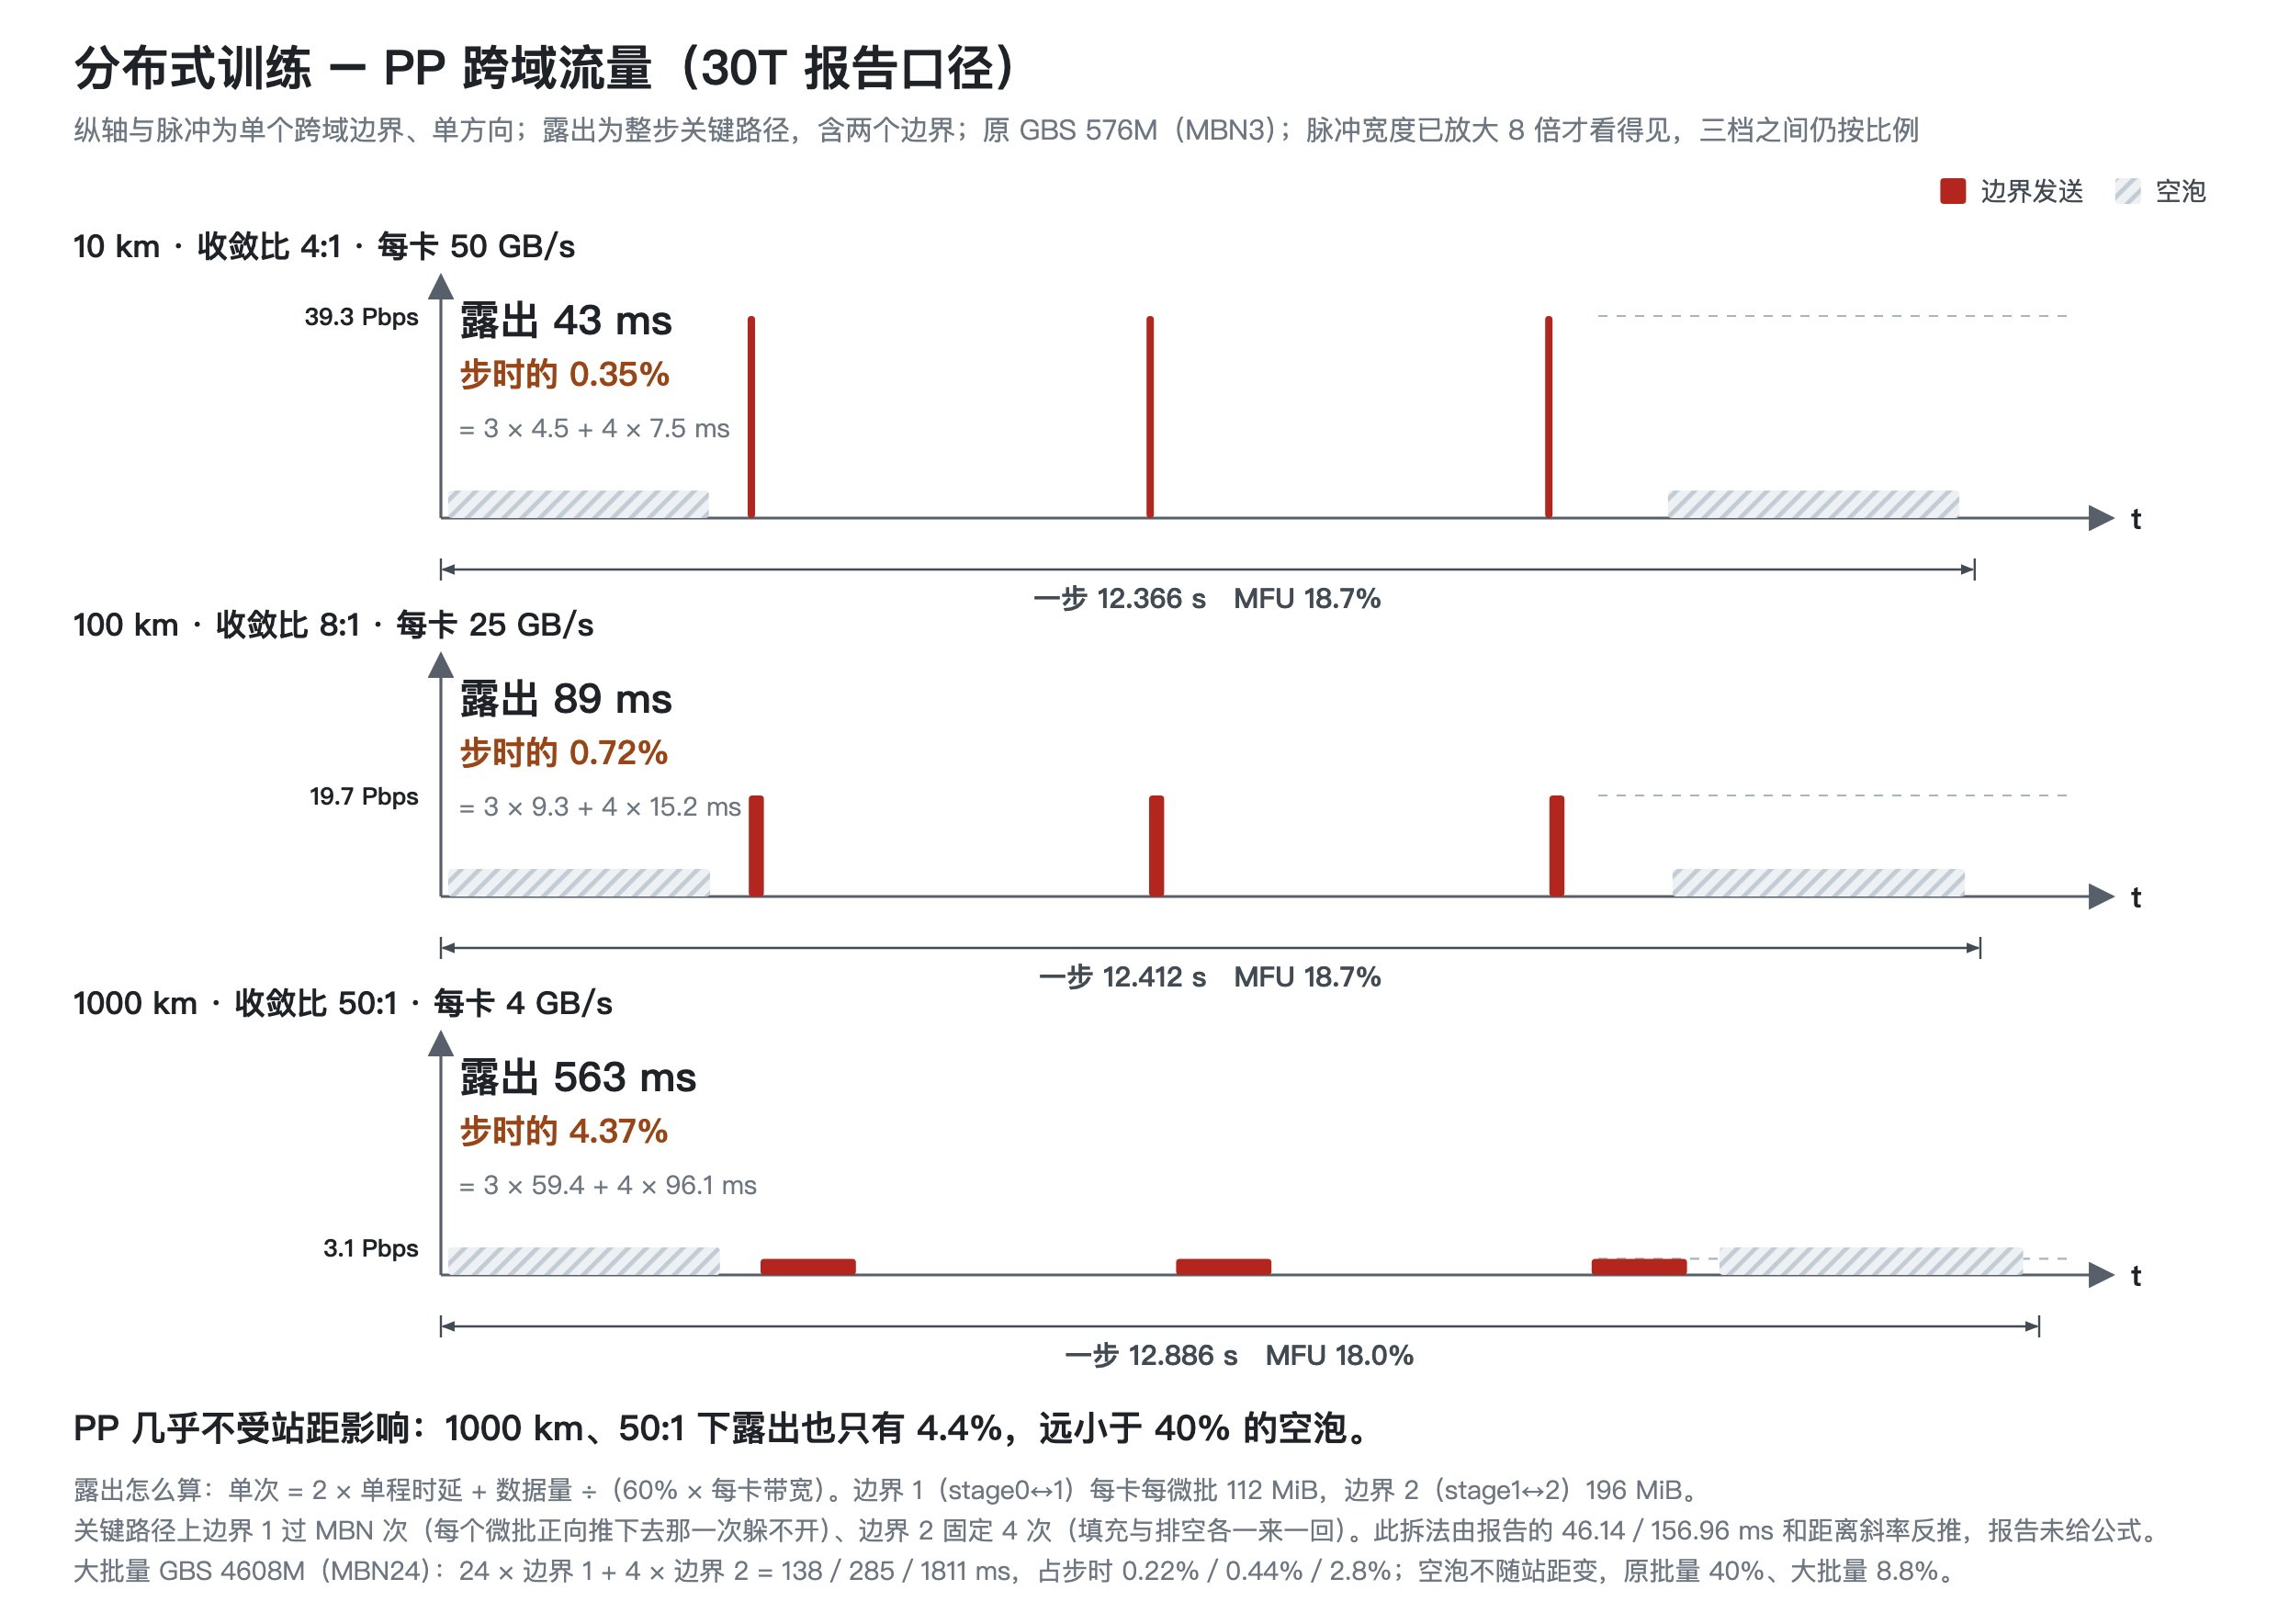 分布式训练 — PP 跨域流量（30T 报告口径）
纵轴与脉冲为单个跨域边界、单方向；露出为整步关键路径，含两个边界；原 GBS 576M（MBN3）；脉冲宽度已放大 8 倍才看得见，三档之间仍按比例
边界发送 空泡
10 km · 收敛比 4:1 · 每卡 50 GB/s
39.3 Pbps
露出 43 ms
步时的 0.35%
= 3 × 4.5 + 4 × 7.5 ms
t
一步 12.366 s MFU 18.7%
100 km · 收敛比 8:1 · 每卡 25 GB/s
露出 89 ms
步时的 0.72%
19.7 Pbps
= 3 × 9.3 + 4 × 15.2 ms
t
一步 12.412 s MFU 18.7%
1000 km · 收敛比 50:1 · 每卡 4 GB/s
露出 563 ms
步时的 4.37%
= 3 × 59.4 + 4 × 96.1 ms
3.1 Pbps
t
一步 12.886 s MFU 18.0%
PP 几乎不受站距影响：1000 km、50:1 下露出也只有 4.4%，远小于 40% 的空泡。
露出怎么算：单次 = 2 × 单程时延 + 数据量 ÷（60% × 每卡带宽）。边界 1（stage0↔1）每卡每微批 112 MiB，边界 2（stage1↔2）196 MiB。
关键路径上边界 1 过 MBN 次（每个微批正向推下去那一次躲不开）、边界 2 固定 4 次（填充与排空各一来一回）。此拆法由报告的 46.14 / 156.96 ms 和距离斜率反推，报告未给公式。
大批量 GBS 4608M（MBN24）：24 × 边界 1 + 4 × 边界 2 = 138 / 285 / 1811 ms，占步时 0.22% / 0.44% / 2.8%；空泡不随站距变，原批量 40%、大批量 8.8%。